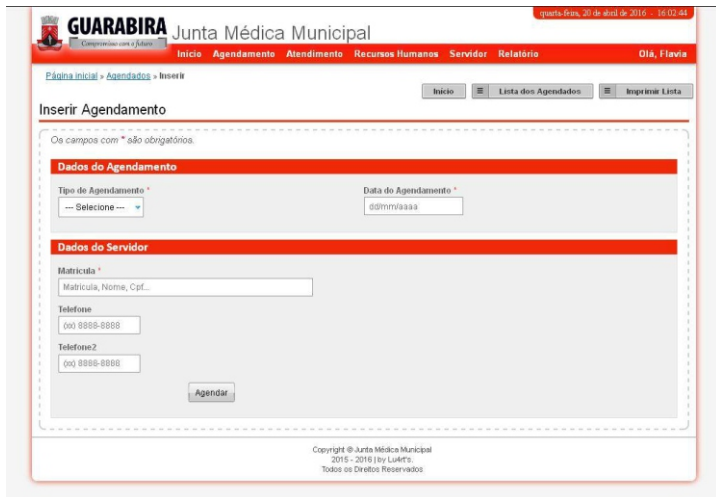 quarta-feira, 20 de abril de 2016 - 16:02:44
GUARABIRA
Compromisso com o futuro
Junta Médica Municipal
Início Agendamento Atendimento Recursos Humanos Servidor Relatório Olá, Flavia
Página inicial » Agendados » Inserir
Início Lista dos Agendados Imprimir Lista
Inserir Agendamento
Os campos com * são obrigatórios.
Dados do Agendamento
Tipo de Agendamento * Data do Agendamento *
--- Selecione --- dd/mm/aaaa
Dados do Servidor
Matrícula *
Matricula, Nome, Cpf...
Telefone
(xx) 8888-8888
Telefone2
(xx) 8888-8888
Agendar
Copyright © Junta Médica Municipal
2015 - 2016 | by Lu4rt's.
Todos os Direitos Reservados